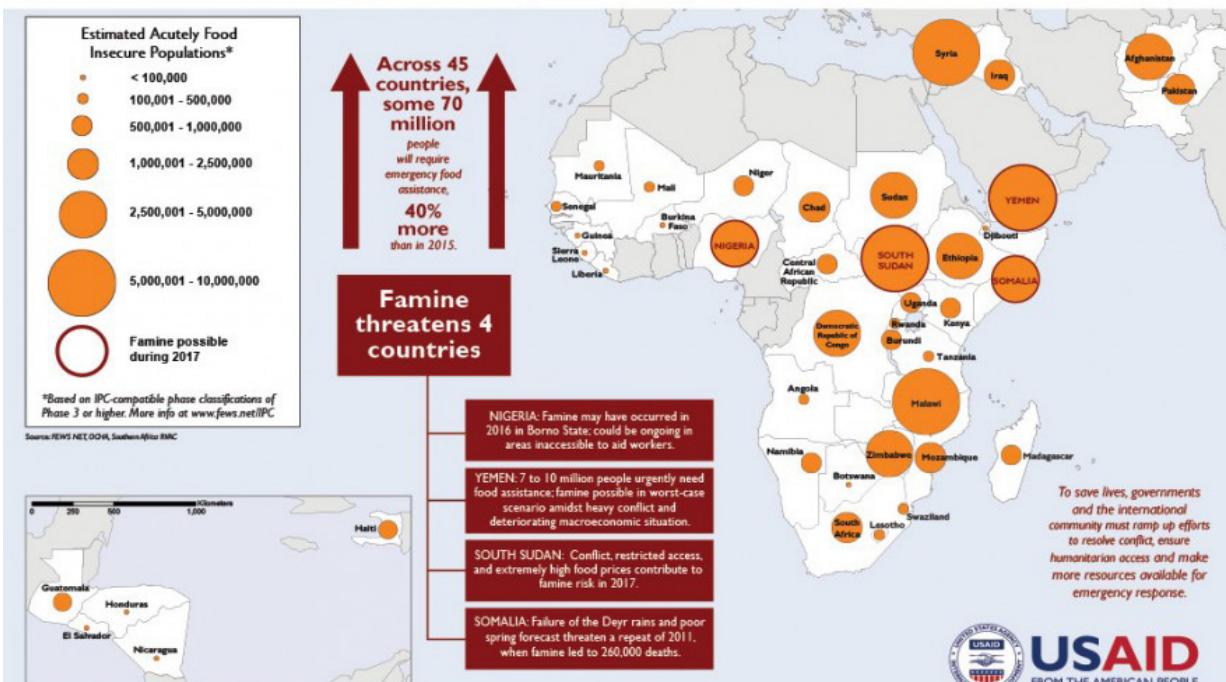 Estimated Acutely Food
Insecure Populations*
< 100,000
100,001 - 500,000
500,001 - 1,000,000
1,000,001 - 2,500,000
2,500,001 - 5,000,000
5,000,001 - 10,000,000
Famine possible
during 2017
*Based on IPC-compatible phase classifications of
Phase 3 or higher. More info at www.fews.net/IPC
Source: FEWS NET, OCHA, Southern Africa RVAC
Across 45
countries,
some 70
million
people
will require
emergency food
assistance,
40%
more
than in 2015.
Famine
threatens 4
countries
NIGERIA: Famine may have occurred in
2016 in Borno State; could be ongoing in
areas inaccessible to aid workers.
YEMEN: 7 to 10 million people urgently need
food assistance; famine possible in worst-case
scenario amidst heavy conflict and
deteriorating macroeconomic situation.
SOUTH SUDAN: Conflict, restricted access,
and extremely high food prices contribute to
famine risk in 2017.
SOMALIA: Failure of the Deyr rains and poor
spring forecast threaten a repeat of 2011,
when famine led to 260,000 deaths.
Syria
Iraq
Afghanistan
Pakistan
Mauritania
Mali
Niger
Chad
Sudan
YEMEN
Senegal
Burkina
Faso
Djibouti
Guinea
Sierra
Leone
Liberia
NIGERIA
Central
African
Republic
SOUTH
SUDAN
Ethiopia
SOMALIA
Uganda
Kenya
Rwanda
Burundi
Democratic
Republic of
Congo
Tanzania
Angola
Malawi
Namibia
Zimbabwe
Mozambique
Madagascar
Botswana
Swaziland
South
Africa
Lesotho
Kilometers
0 250 500 1,000
Haiti
Guatemala
Honduras
El Salvador
Nicaragua
To save lives, governments
and the international
community must ramp up efforts
to resolve conflict, ensure
humanitarian access and make
more resources available for
emergency response.
UNITED STATES AGENCY
USAID
USAID
FROM THE AMERICAN PEOPLE